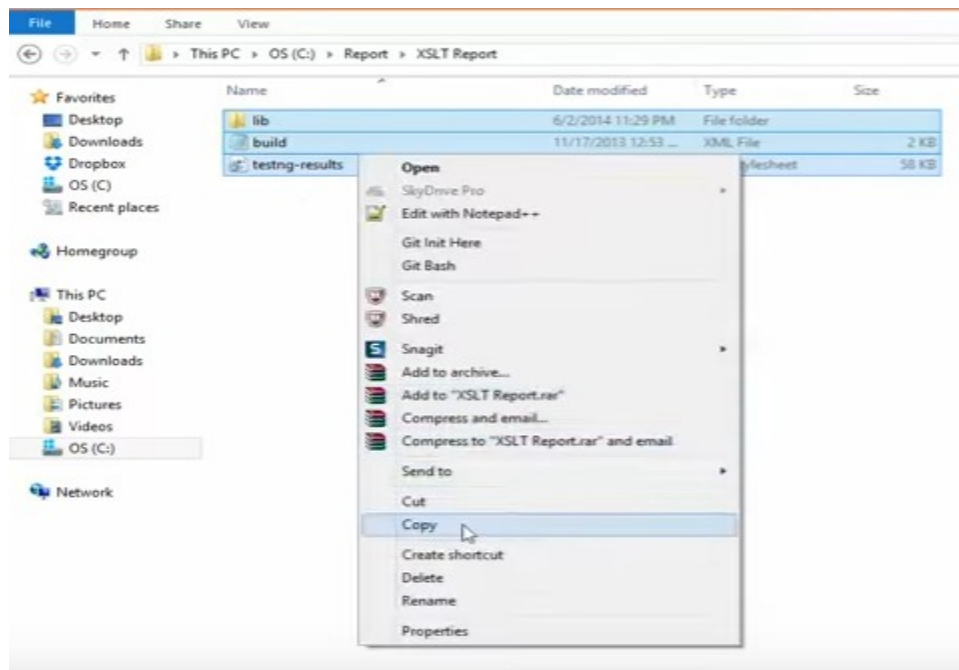 File Home Share View
This PC OS (C:) Report XSLT Report
Name Date modified Type Size
Favorites
Desktop
Downloads
Dropbox
OS (C)
Recent places
Homegroup
This PC
Desktop
Documents
Downloads
Music
Pictures
Videos
OS (C:)
Network
lib 6/2/2014 11:29 PM File folder
build 11/17/2013 12:53 ... XML File 2 KB
testng-results ylesheet 58 KB
Open
SkyDrive Pro
Edit with Notepad++
Git Init Here
Git Bash
Scan
Shred
Snagit
Add to archive...
Add to "XSLT Report.rar"
Compress and email...
Compress to "XSLT Report.rar" and email
Send to
Cut
Copy
Create shortcut
Delete
Rename
Properties